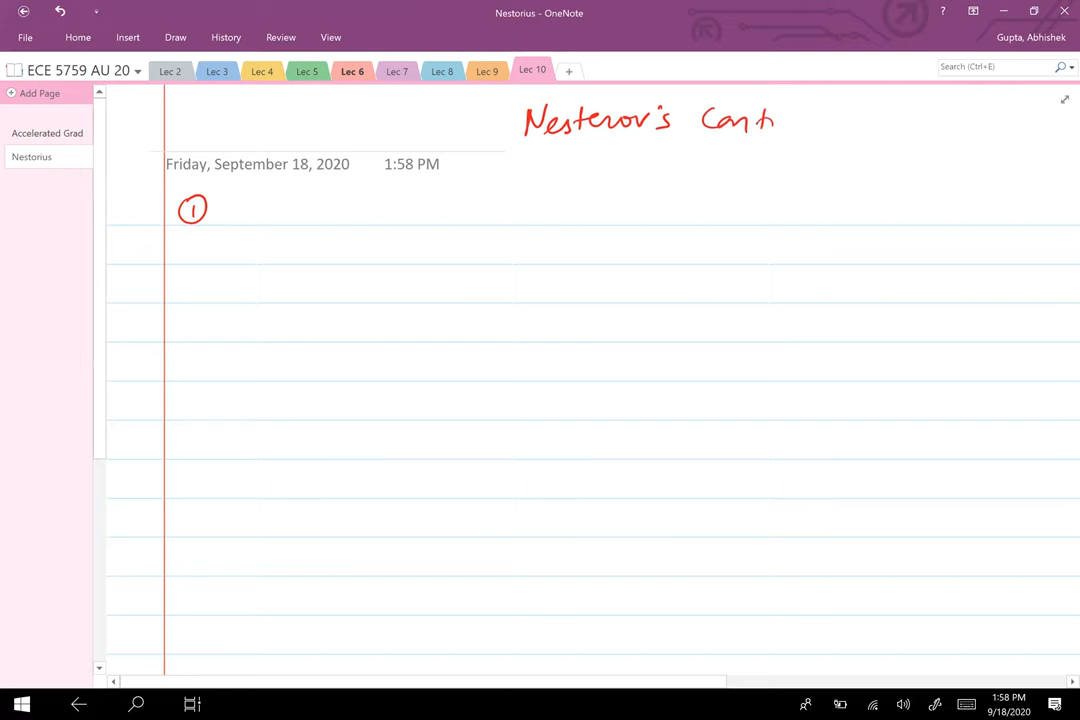 Nestorius - OneNote
File Home Insert Draw History Review View
Gupta, Abhishek
ECE 5759 AU 20
Lec 2 Lec 3 Lec 4 Lec 5 Lec 6 Lec 7 Lec 8 Lec 9 Lec 10
Search (Ctrl+E)
Add Page
Accelerated Grad
Nestorius
Nesterov's Cont
Friday, September 18, 2020 1:58 PM
1
1:58 PM
9/18/2020